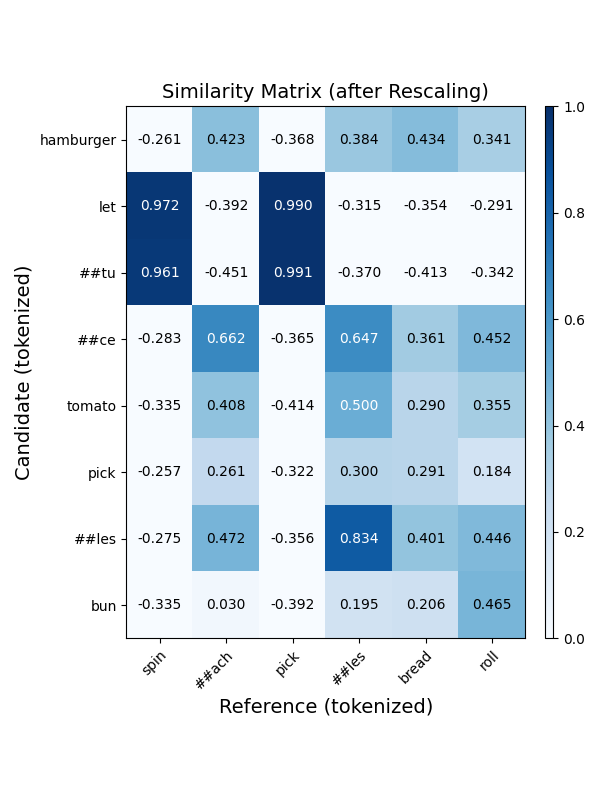 Similarity Matrix (after Rescaling)
hamburger -0.261 0.423 -0.368 0.384 0.434 0.341
let 0.972 -0.392 0.990 -0.315 -0.354 -0.291
##tu 0.961 -0.451 0.991 -0.370 -0.413 -0.342
##ce -0.283 0.662 -0.365 0.647 0.361 0.452
tomato -0.335 0.408 -0.414 0.500 0.290 0.355
pick -0.257 0.261 -0.322 0.300 0.291 0.184
##les -0.275 0.472 -0.356 0.834 0.401 0.446
bun -0.335 0.030 -0.392 0.195 0.206 0.465
spin ##ach pick ##les bread roll
Reference (tokenized)
Candidate (tokenized)
1.0
0.8
0.6
0.4
0.2
0.0